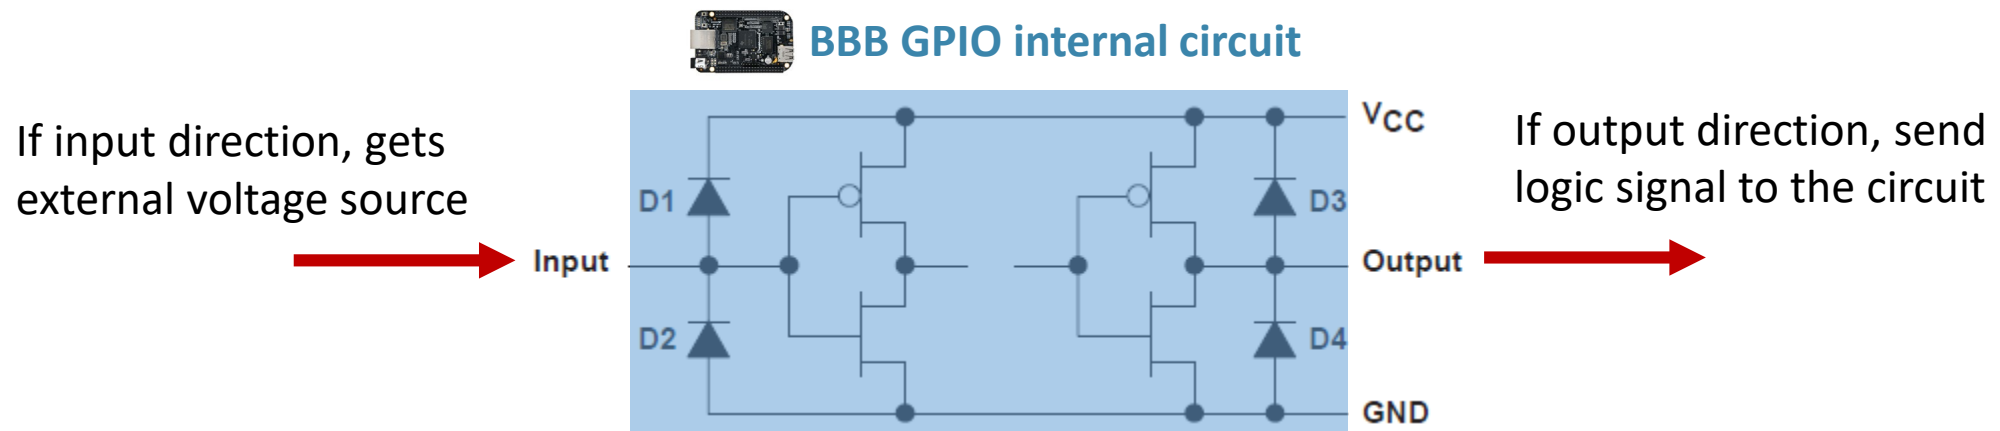 BBB GPIO internal circuit
If input direction, gets
external voltage source
Input
D1
D2
VCC
D3
Output
D4
GND
If output direction, send
logic signal to the circuit